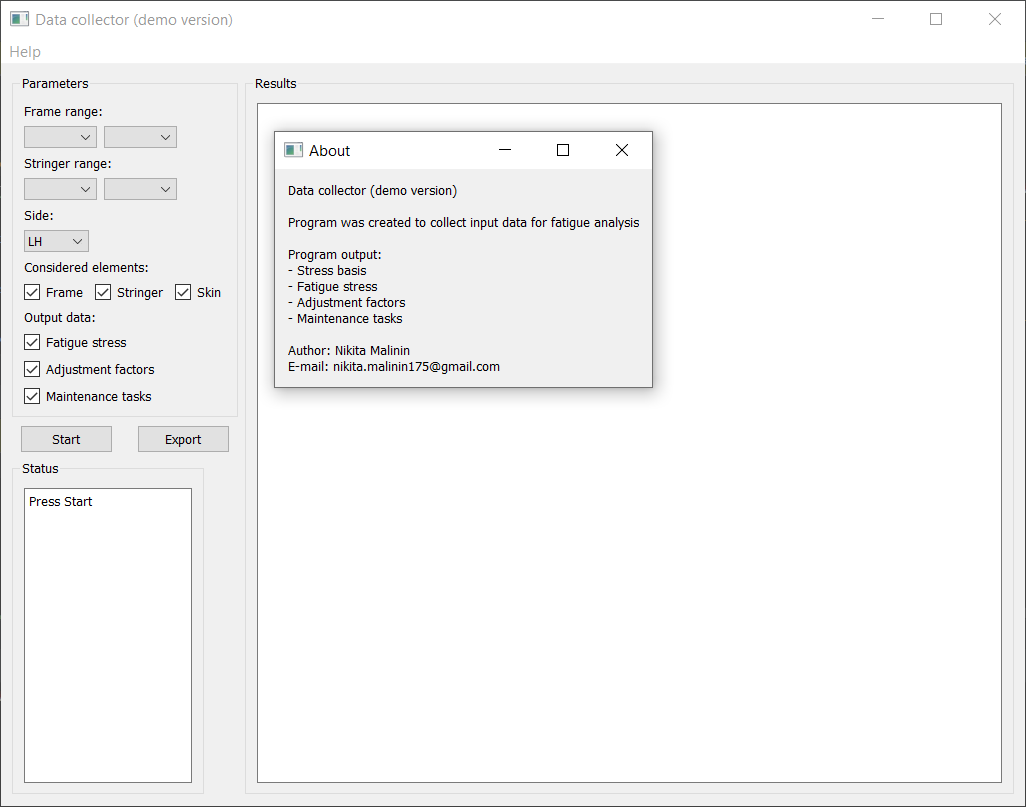 Data collector (demo version)
Help
Parameters
Frame range:
Stringer range:
Side:
LH
Considered elements:
Frame Stringer Skin
Output data:
Fatigue stress
Adjustment factors
Maintenance tasks
Start Export
Status
Press Start
Results
About
Data collector (demo version)
Program was created to collect input data for fatigue analysis
Program output:
- Stress basis
- Fatigue stress
- Adjustment factors
- Maintenance tasks
Author: Nikita Malinin
E-mail: nikita.malinin175@gmail.com